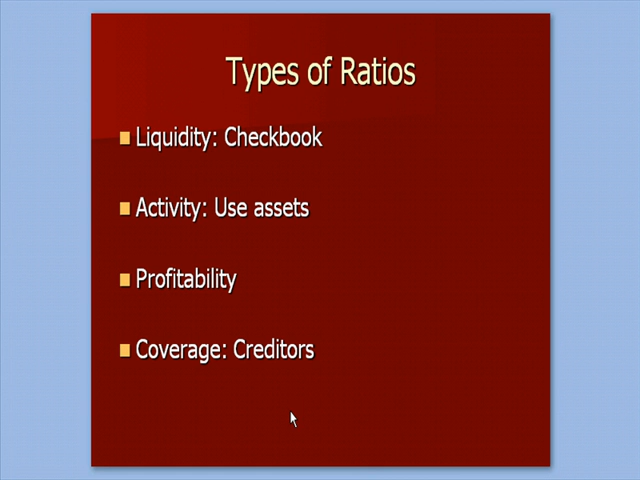 Types of Ratios
Liquidity: Checkbook
Activity: Use assets
Profitability
Coverage: Creditors